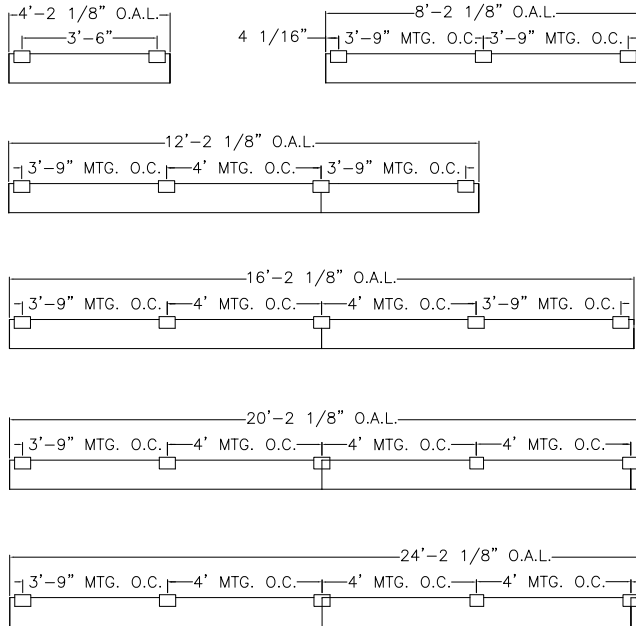 4'-2 1/8" O.A.L.
3'-6"
8'-2 1/8" O.A.L.
4 1/16" 3'-9" MTG. O.C. 3'-9" MTG. O.C.
12'-2 1/8" O.A.L.
3'-9" MTG. O.C. 4' MTG. O.C. 3'-9" MTG. O.C.
16'-2 1/8" O.A.L.
3'-9" MTG. O.C. 4' MTG. O.C. 4' MTG. O.C. 3'-9" MTG. O.C.
20'-2 1/8" O.A.L.
3'-9" MTG. O.C. 4' MTG. O.C. 4' MTG. O.C. 4' MTG. O.C.
24'-2 1/8" O.A.L.
3'-9" MTG. O.C. 4' MTG. O.C. 4' MTG. O.C. 4' MTG. O.C.